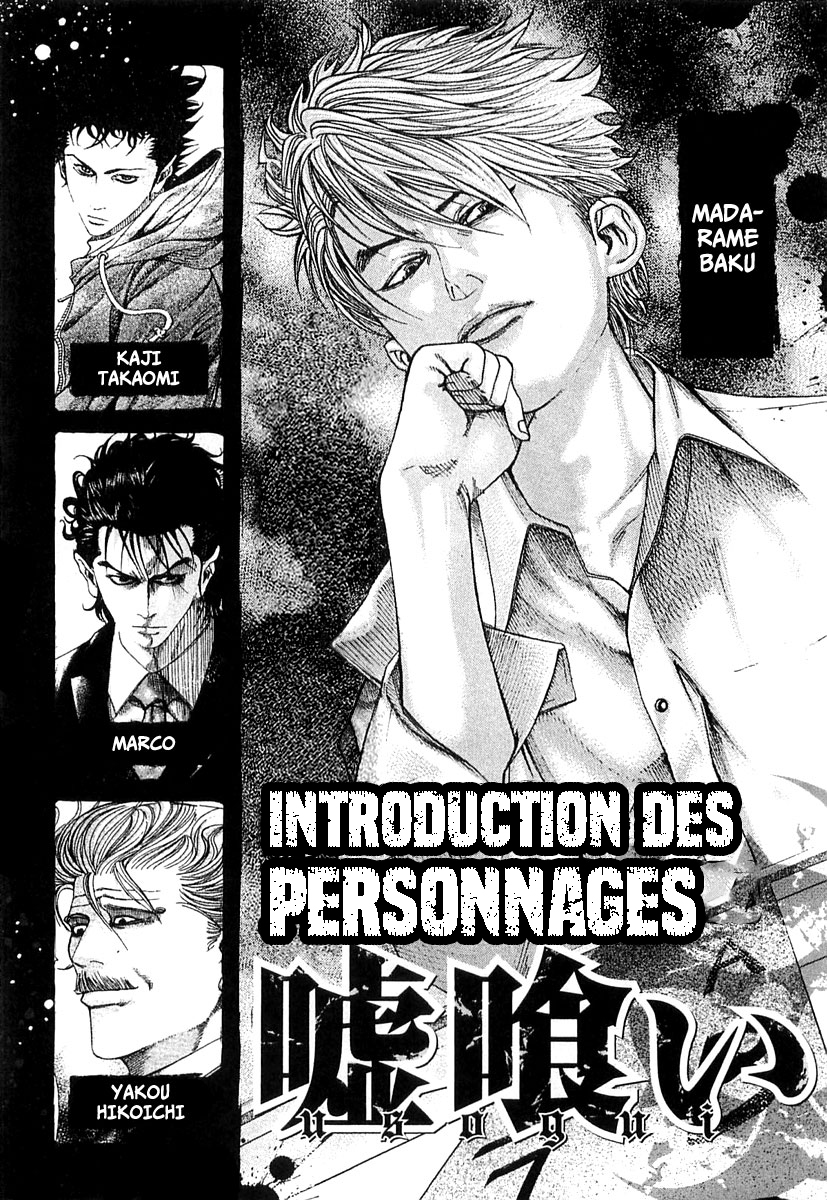 MADA-
RAME
BAKU
KAJI
TAKAOMI
MARCO
YAKOU
HIKOICHI
INTRODUCTION DES
PERSONNAGES
嘘喰い
usogui